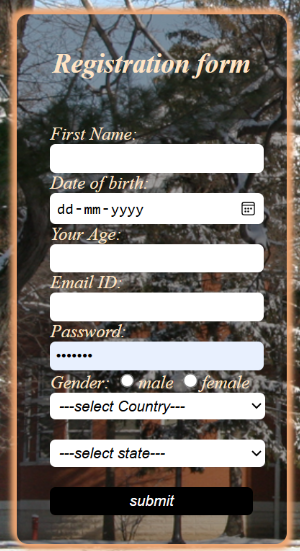 Registration form
First Name:
Date of birth:
dd-mm-yyyy
Your Age:
Email ID:
Password:
•••••••
Gender: male female
---select Country---
---select state---
submit